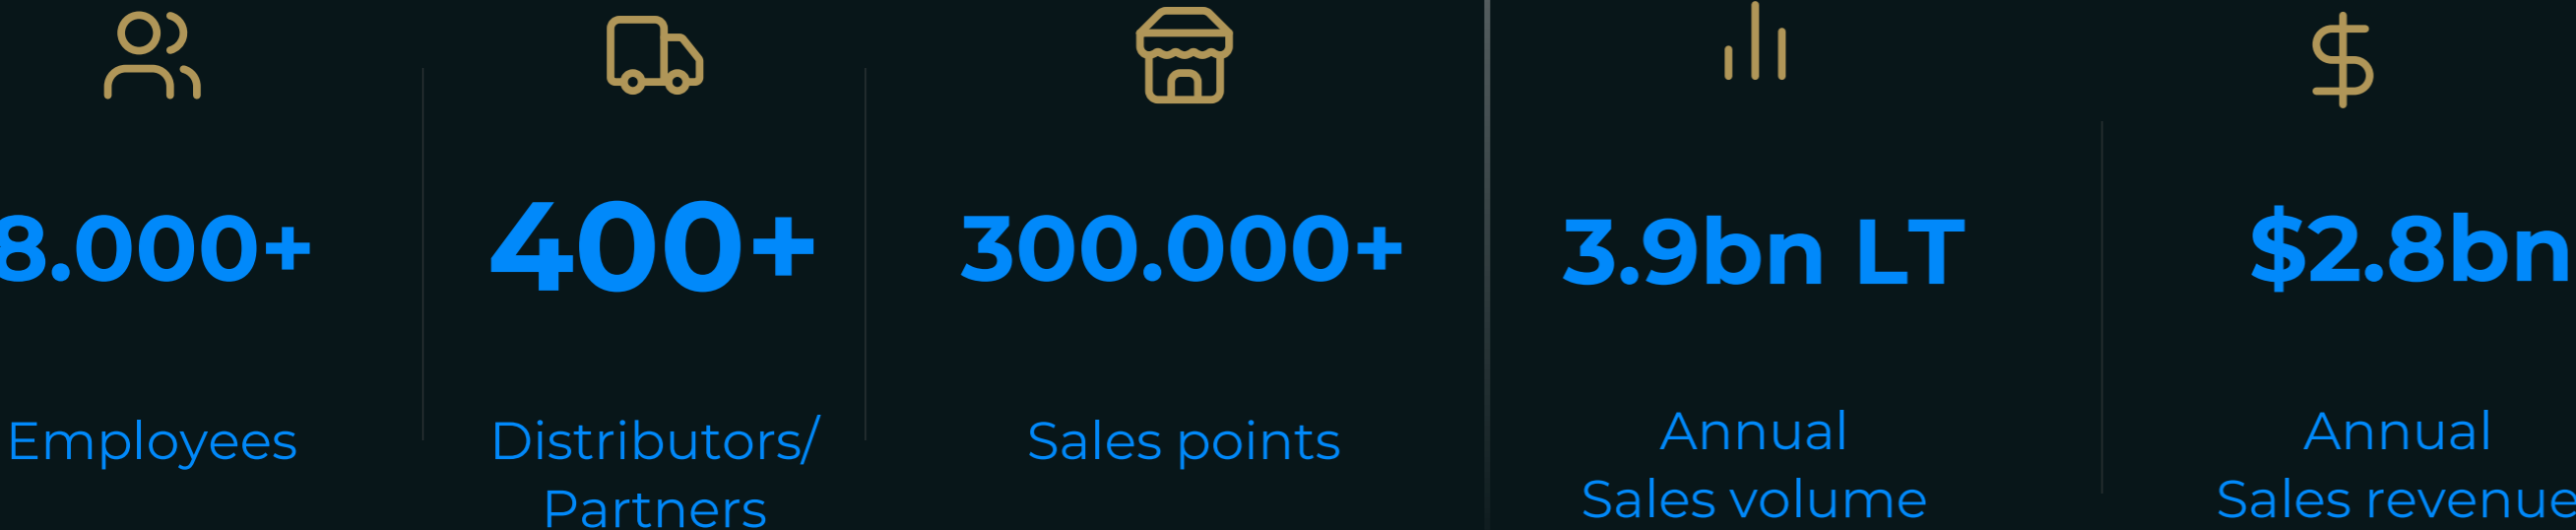 8.000+
400+
300.000+
3.9bn LT
$2.8bn
Employees
Distributors/
Partners
Sales points
Annual
Sales volume
Annual
Sales revenue